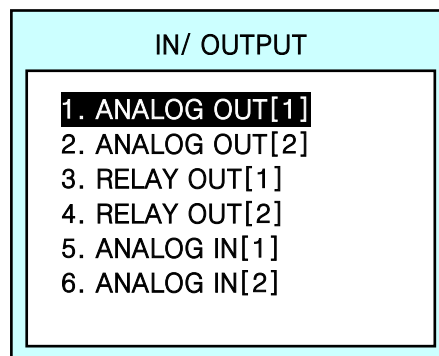 IN/ OUTPUT
1. ANALOG OUT[1]
2. ANALOG OUT[2]
3. RELAY OUT[1]
4. RELAY OUT[2]
5. ANALOG IN[1]
6. ANALOG IN[2]